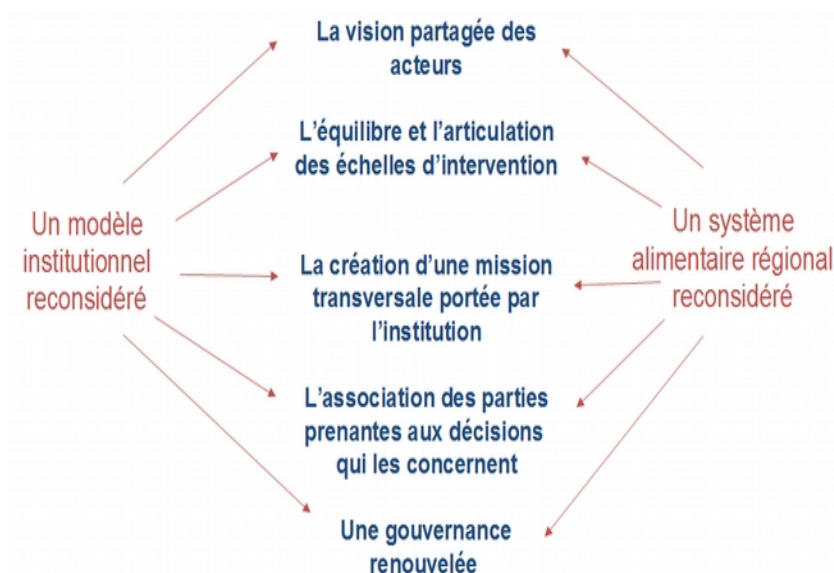 La vision partagée des
acteurs
L'équilibre et l'articulation
des échelles d'intervention
Un modèle
institutionnel
reconsidéré
La création d'une mission
transversale portée par
l'institution
Un système
alimentaire régional
reconsidéré
L'association des parties
prenantes aux décisions
qui les concernent
Une gouvernance
renouvelée